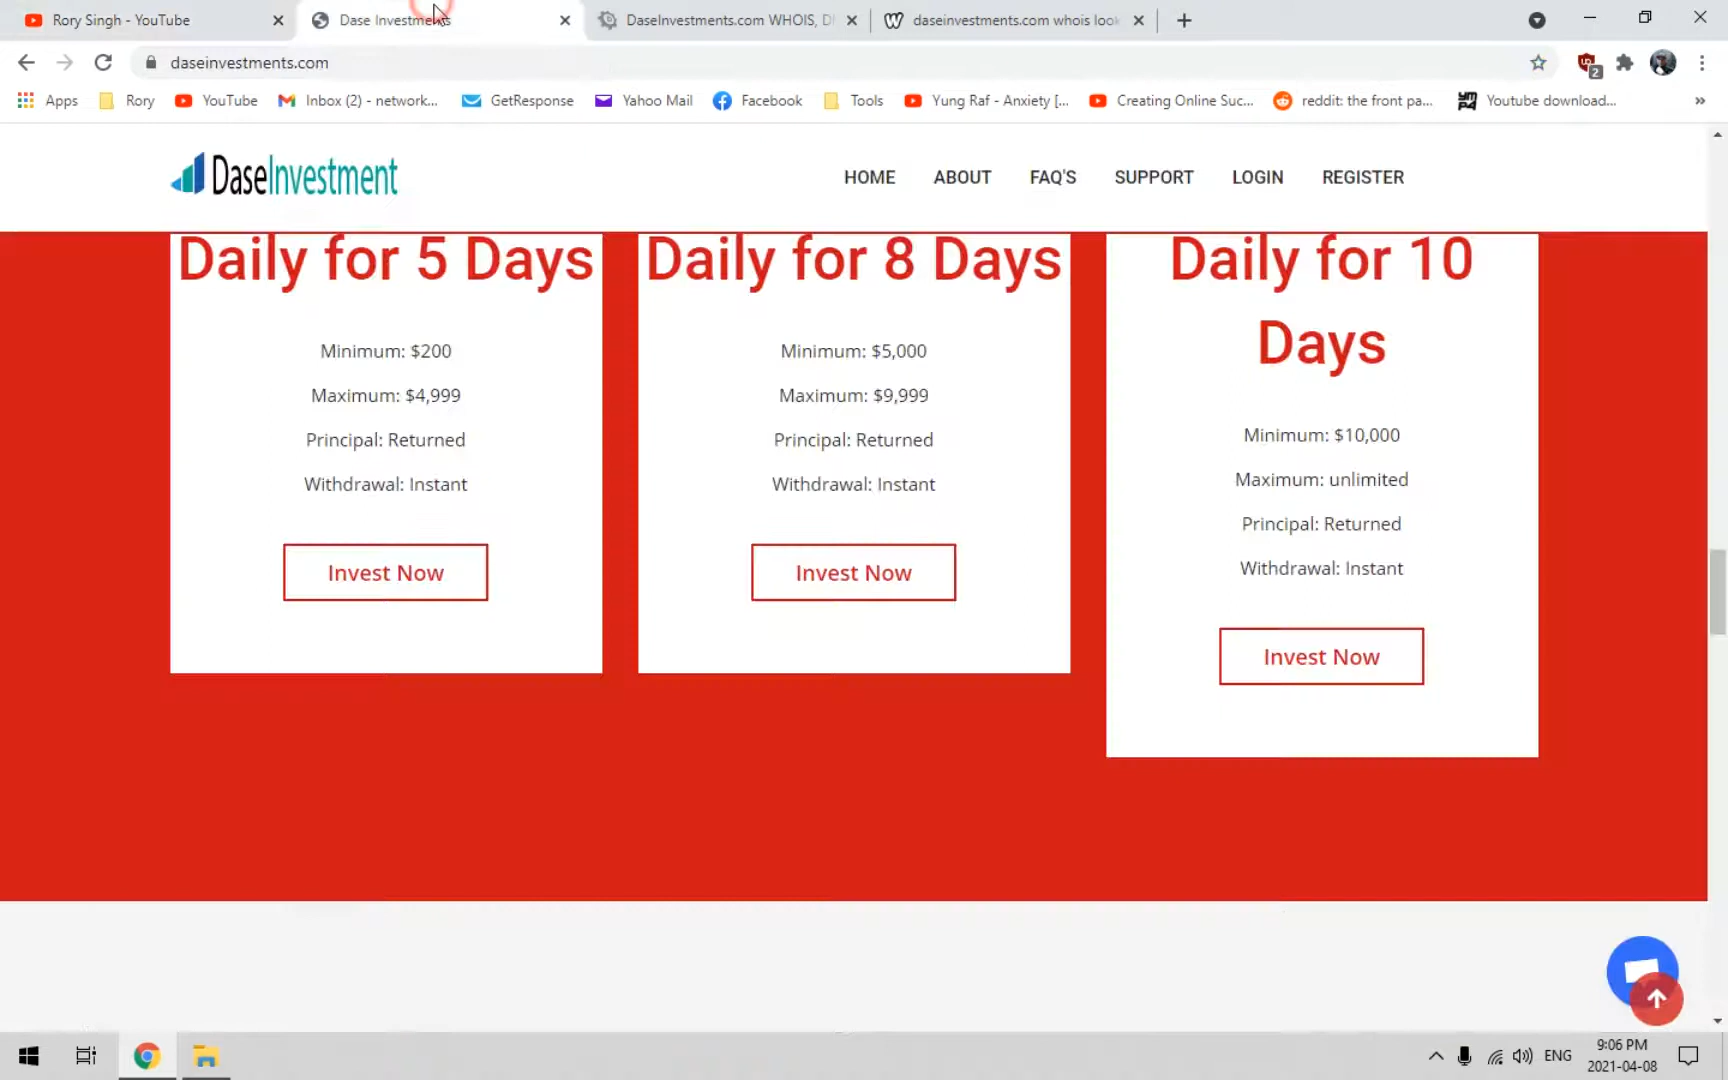 Rory Singh - YouTube
Dase Investments
DaseInvestments.com WHOIS, D
daseinvestments.com whois look
daseinvestments.com
Apps
Rory
YouTube
Inbox (2) - network...
GetResponse
Yahoo Mail
Facebook
Tools
Yung Raf - Anxiety [...
Creating Online Suc...
reddit: the front pa...
Youtube download...
»
DaseInvestment
HOME
ABOUT
FAQ'S
SUPPORT
LOGIN
REGISTER
Daily for 5 Days
Minimum: $200
Maximum: $4,999
Principal: Returned
Withdrawal: Instant
Invest Now
Daily for 8 Days
Minimum: $5,000
Maximum: $9,999
Principal: Returned
Withdrawal: Instant
Invest Now
Daily for 10
Days
Minimum: $10,000
Maximum: unlimited
Principal: Returned
Withdrawal: Instant
Invest Now
ENG
9:06 PM
2021-04-08